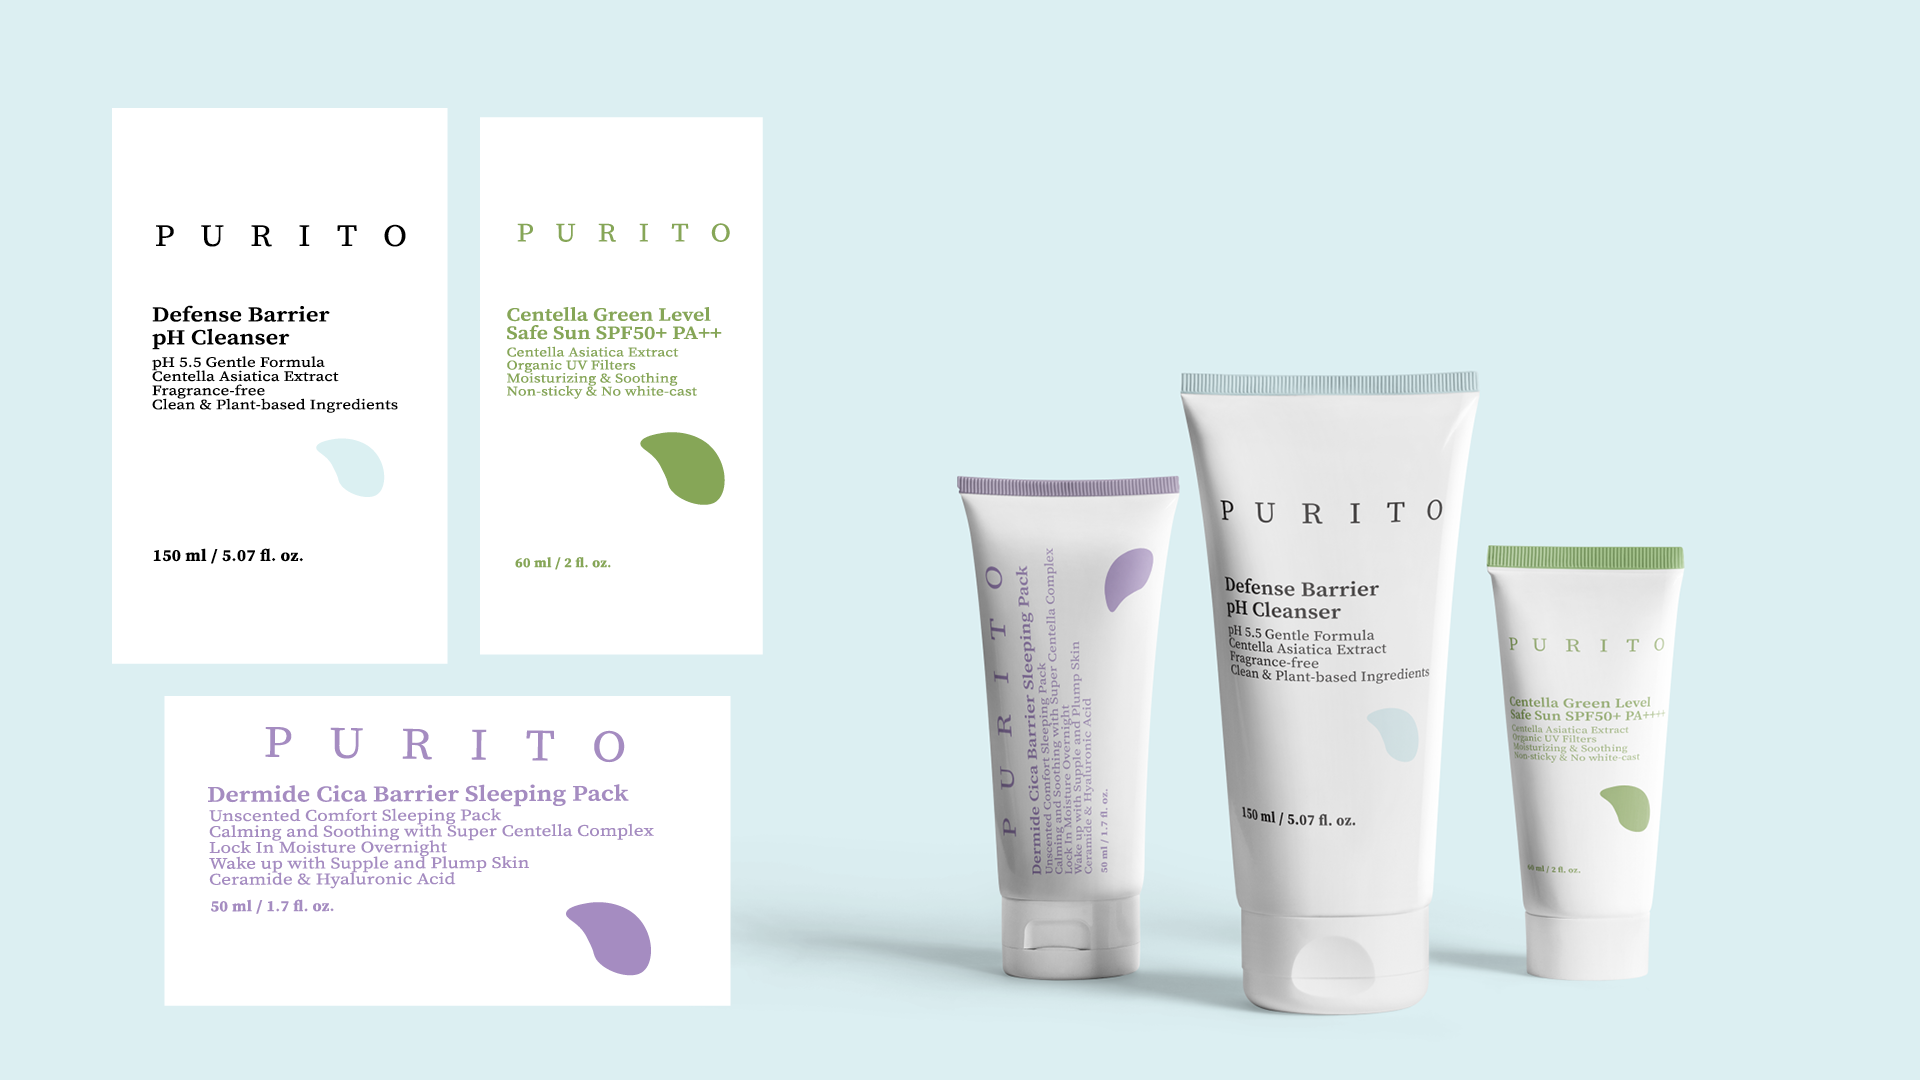 P U R I T O
Defense Barrier
pH Cleanser
pH 5.5 Gentle Formula
Centella Asiatica Extract
Fragrance-free
Clean & Plant-based Ingredients
150 ml / 5.07 fl. oz.
P U R I T O
Centella Green Level
Safe Sun SPF50+ PA++
Centella Asiatica Extract
Organic UV Filters
Moisturizing & Soothing
Non-sticky & No white-cast
60 ml / 2 fl. oz.
P U R I T O
Dermide Cica Barrier Sleeping Pack
Unscented Comfort Sleeping Pack
Calming and Soothing with Super Centella Complex
Lock In Moisture Overnight
Wake up with Supple and Plump Skin
Ceramide & Hyaluronic Acid
50 ml / 1.7 fl. oz.
P U R I T O
Dermide Cica Barrier Sleeping Pack
Unscented Comfort Sleeping Pack
Calming and Soothing with Super Centella Complex
Lock In Moisture Overnight
Wake up with Supple and Plump Skin
Ceramide & Hyaluronic Acid
50 ml / 1.7 fl. oz.
P U R I T O
Defense Barrier
pH Cleanser
pH 5.5 Gentle Formula
Centella Asiatica Extract
Fragrance-free
Clean & Plant-based Ingredients
150 ml / 5.07 fl. oz.
P U R I T O
Centella Green Level
Safe Sun SPF50+ PA++++
Centella Asiatica Extract
Organic UV Filters
Moisturizing & Soothing
Non-sticky & No white-cast
60 ml / 2 fl. oz.